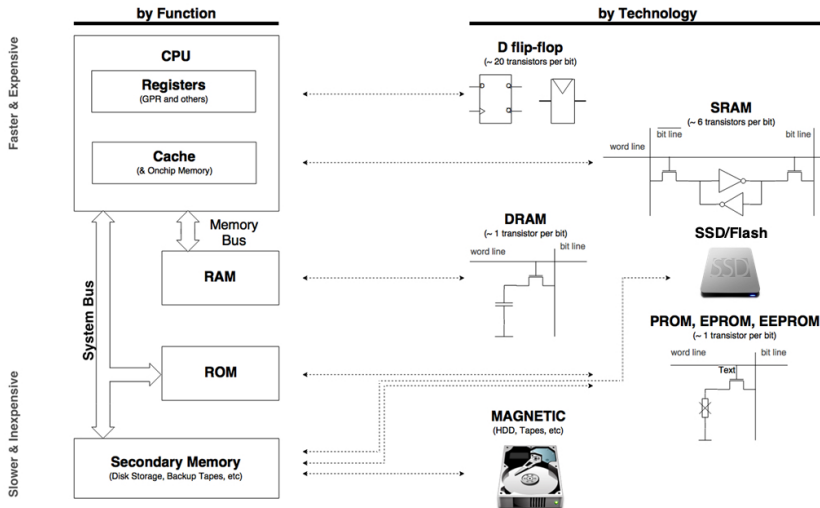 by Function
by Technology
Faster & Expensive
CPU
Registers
(GPR and others)
Cache
(& Onchip Memory)
D flip-flop
(~ 20 transistors per bit)
SRAM
(~ 6 transistors per bit)
bit line
bit line
word line
Memory
Bus
DRAM
(~ 1 transistor per bit)
word line
bit line
SSD/Flash
SSD
RAM
System Bus
PROM, EPROM, EEPROM
(~ 1 transistor per bit)
word line
bit line
Text
ROM
Slower & Inexpensive
MAGNETIC
(HDD, Tapes, etc)
Secondary Memory
(Disk Storage, Backup Tapes, etc)